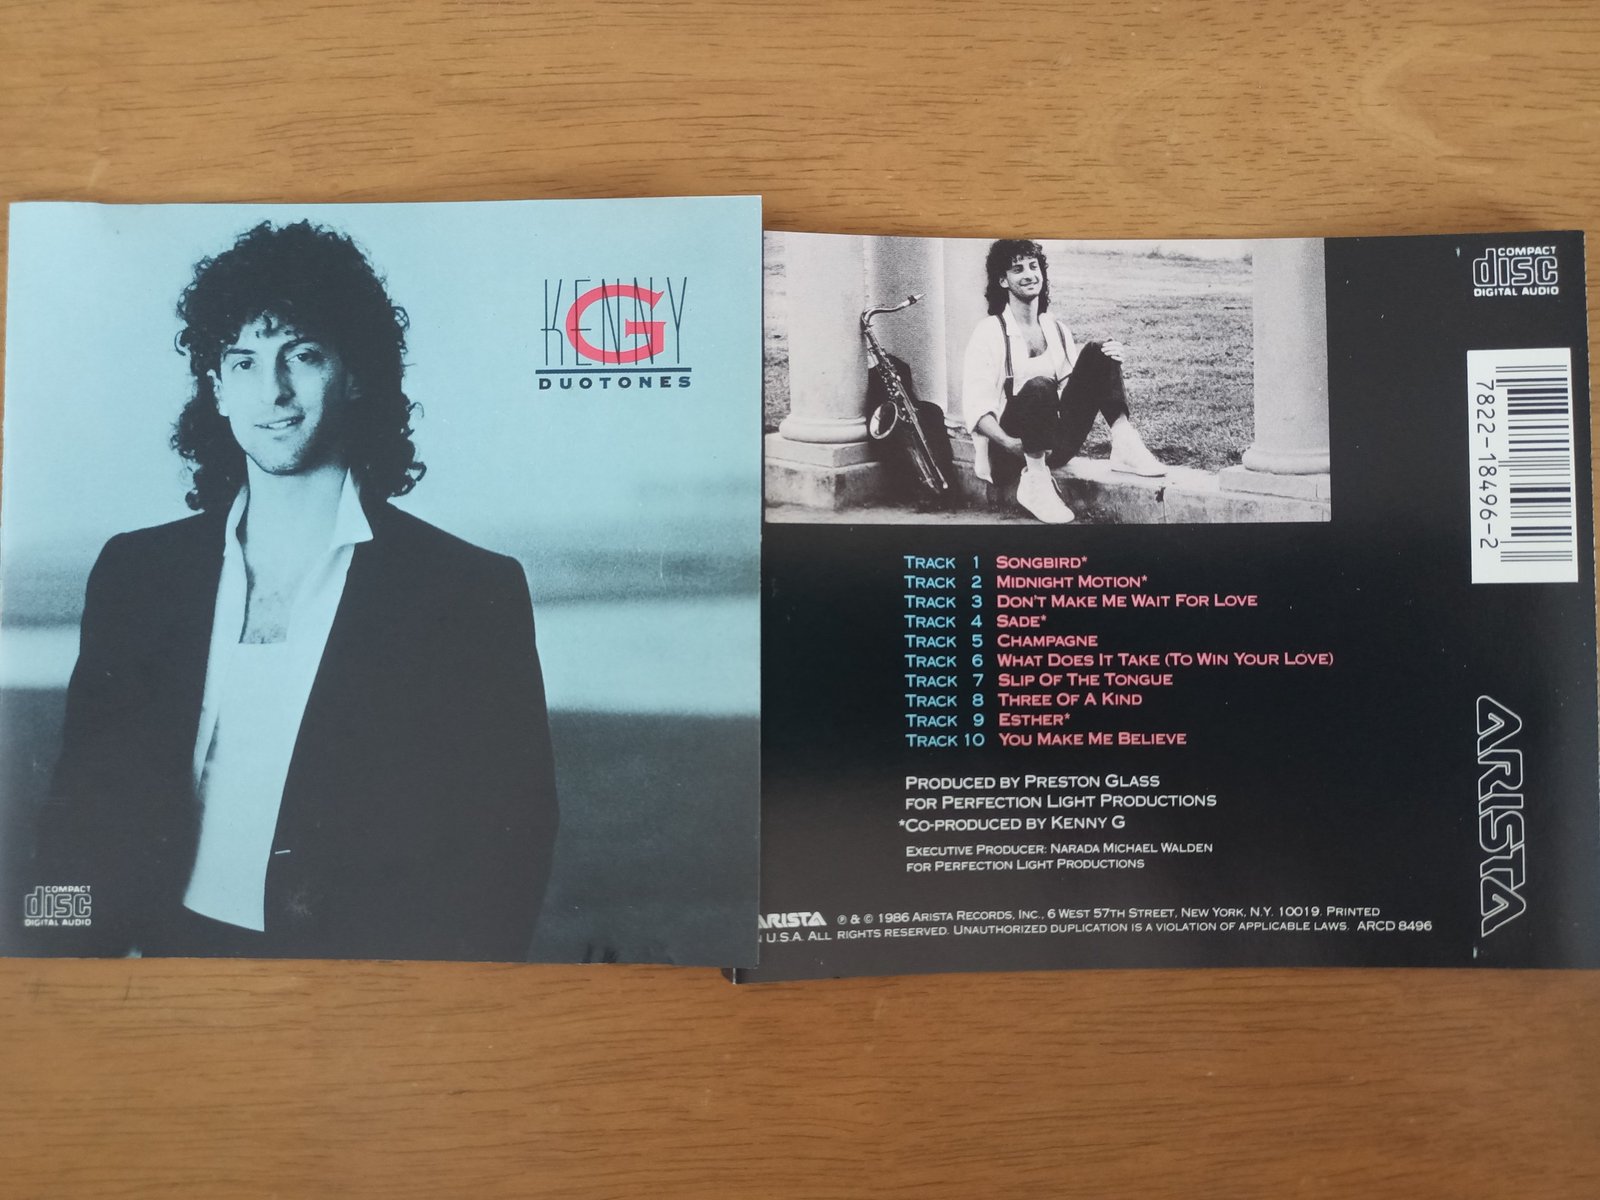 KENNY
G
DUOTONES
COMPACT
disc
DIGITAL AUDIO
COMPACT
disc
DIGITAL AUDIO
7822-18496-2
TRACK 1 SONGBIRD*
TRACK 2 MIDNIGHT MOTION*
TRACK 3 DON'T MAKE ME WAIT FOR LOVE
TRACK 4 SADE*
TRACK 5 CHAMPAGNE
TRACK 6 WHAT DOES IT TAKE (TO WIN YOUR LOVE)
TRACK 7 SLIP OF THE TONGUE
TRACK 8 THREE OF A KIND
TRACK 9 ESTHER*
TRACK 10 YOU MAKE ME BELIEVE
PRODUCED BY PRESTON GLASS
FOR PERFECTION LIGHT PRODUCTIONS
*CO-PRODUCED BY KENNY G
EXECUTIVE PRODUCER: NARADA MICHAEL WALDEN
FOR PERFECTION LIGHT PRODUCTIONS
ARISTA ℗ & © 1986 ARISTA RECORDS, INC., 6 WEST 57TH STREET, NEW YORK, N.Y. 10019. PRINTED
U.S.A. ALL RIGHTS RESERVED. UNAUTHORIZED DUPLICATION IS A VIOLATION OF APPLICABLE LAWS. ARCD 8496
ARISTA